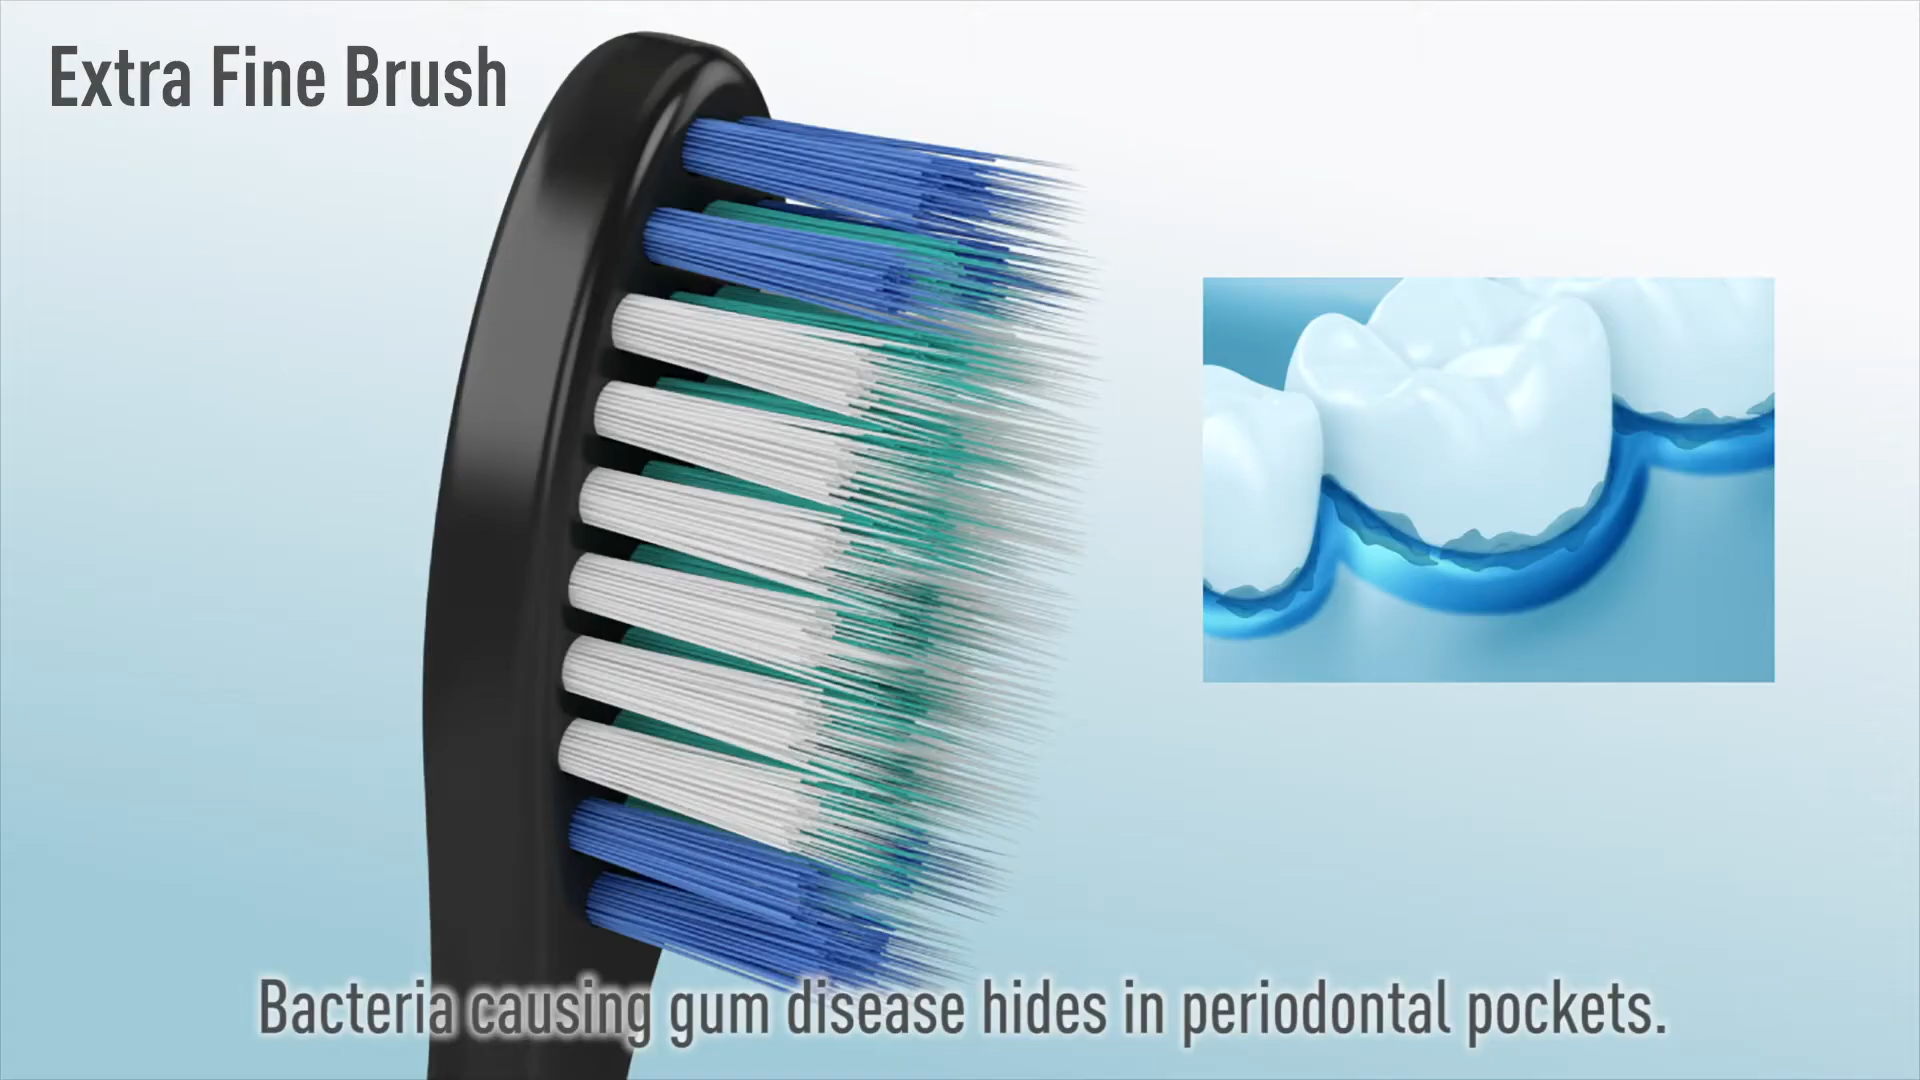 Extra Fine Brush
Bacteria causing gum disease hides in periodontal pockets.